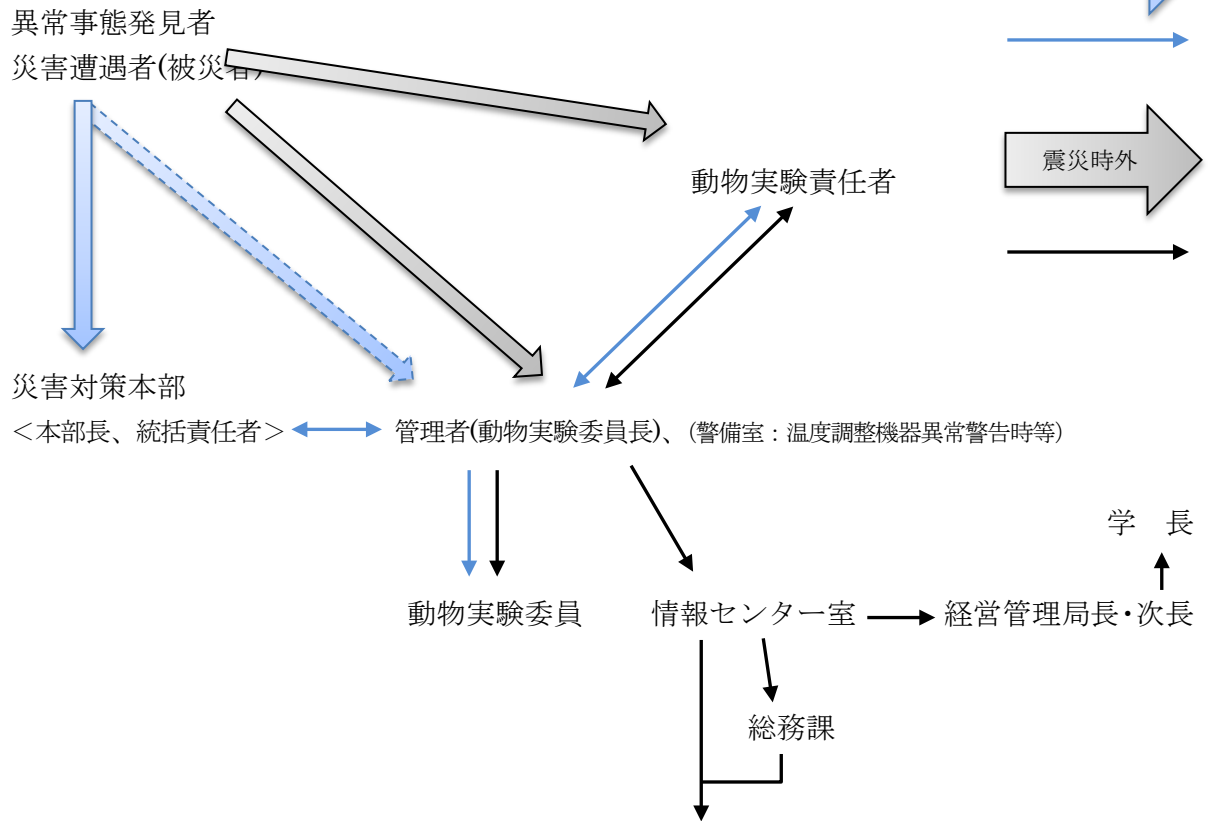 異常事態発見者
災害遭遇者(被災者)
震災時外
動物実験責任者
災害対策本部
＜本部長、統括責任者＞
管理者(動物実験委員長)、(警備室：温度調整機器異常警告時等)
学　長
動物実験委員
情報センター室
経営管理局長・次長
総務課